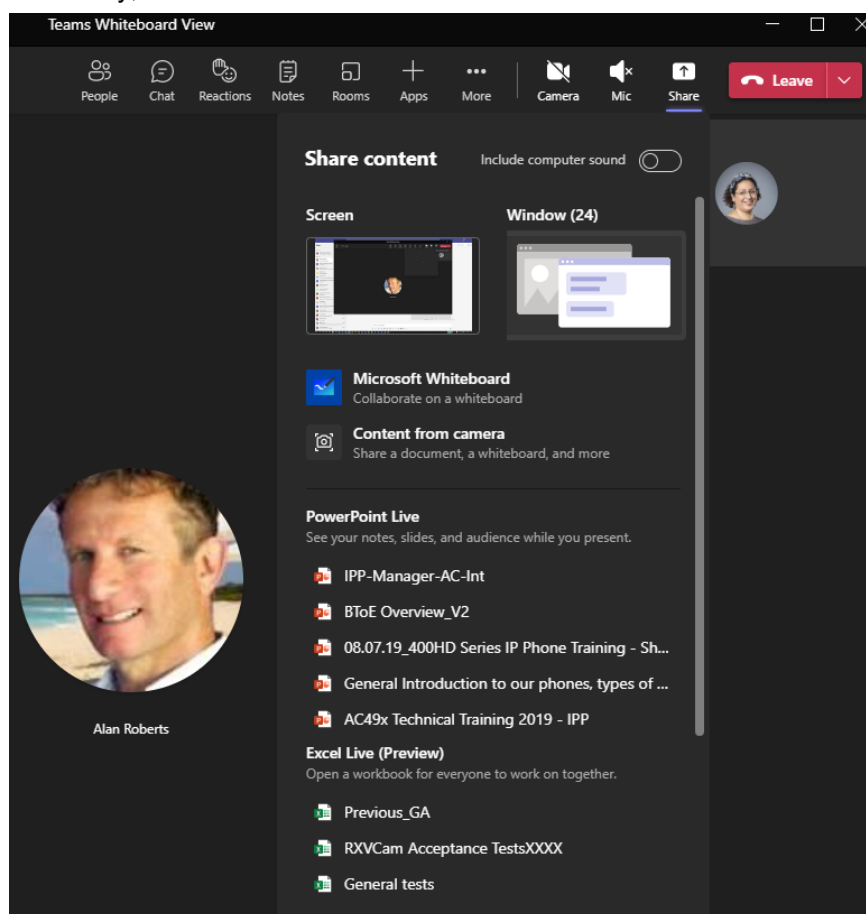 Teams Whiteboard View
People Chat Reactions Notes Rooms Apps More Camera Mic Share Leave
Share content Include computer sound
Screen Window (24)
Microsoft Whiteboard
Collaborate on a whiteboard
Content from camera
Share a document, a whiteboard, and more
PowerPoint Live
See your notes, slides, and audience while you present.
IPP-Manager-AC-Int
BToE Overview_V2
08.07.19_400HD Series IP Phone Training - Sh...
General Introduction to our phones, types of ...
AC49x Technical Training 2019 - IPP
Alan Roberts
Excel Live (Preview)
Open a workbook for everyone to work on together.
Previous_GA
RXVCam Acceptance TestsXXXX
General tests